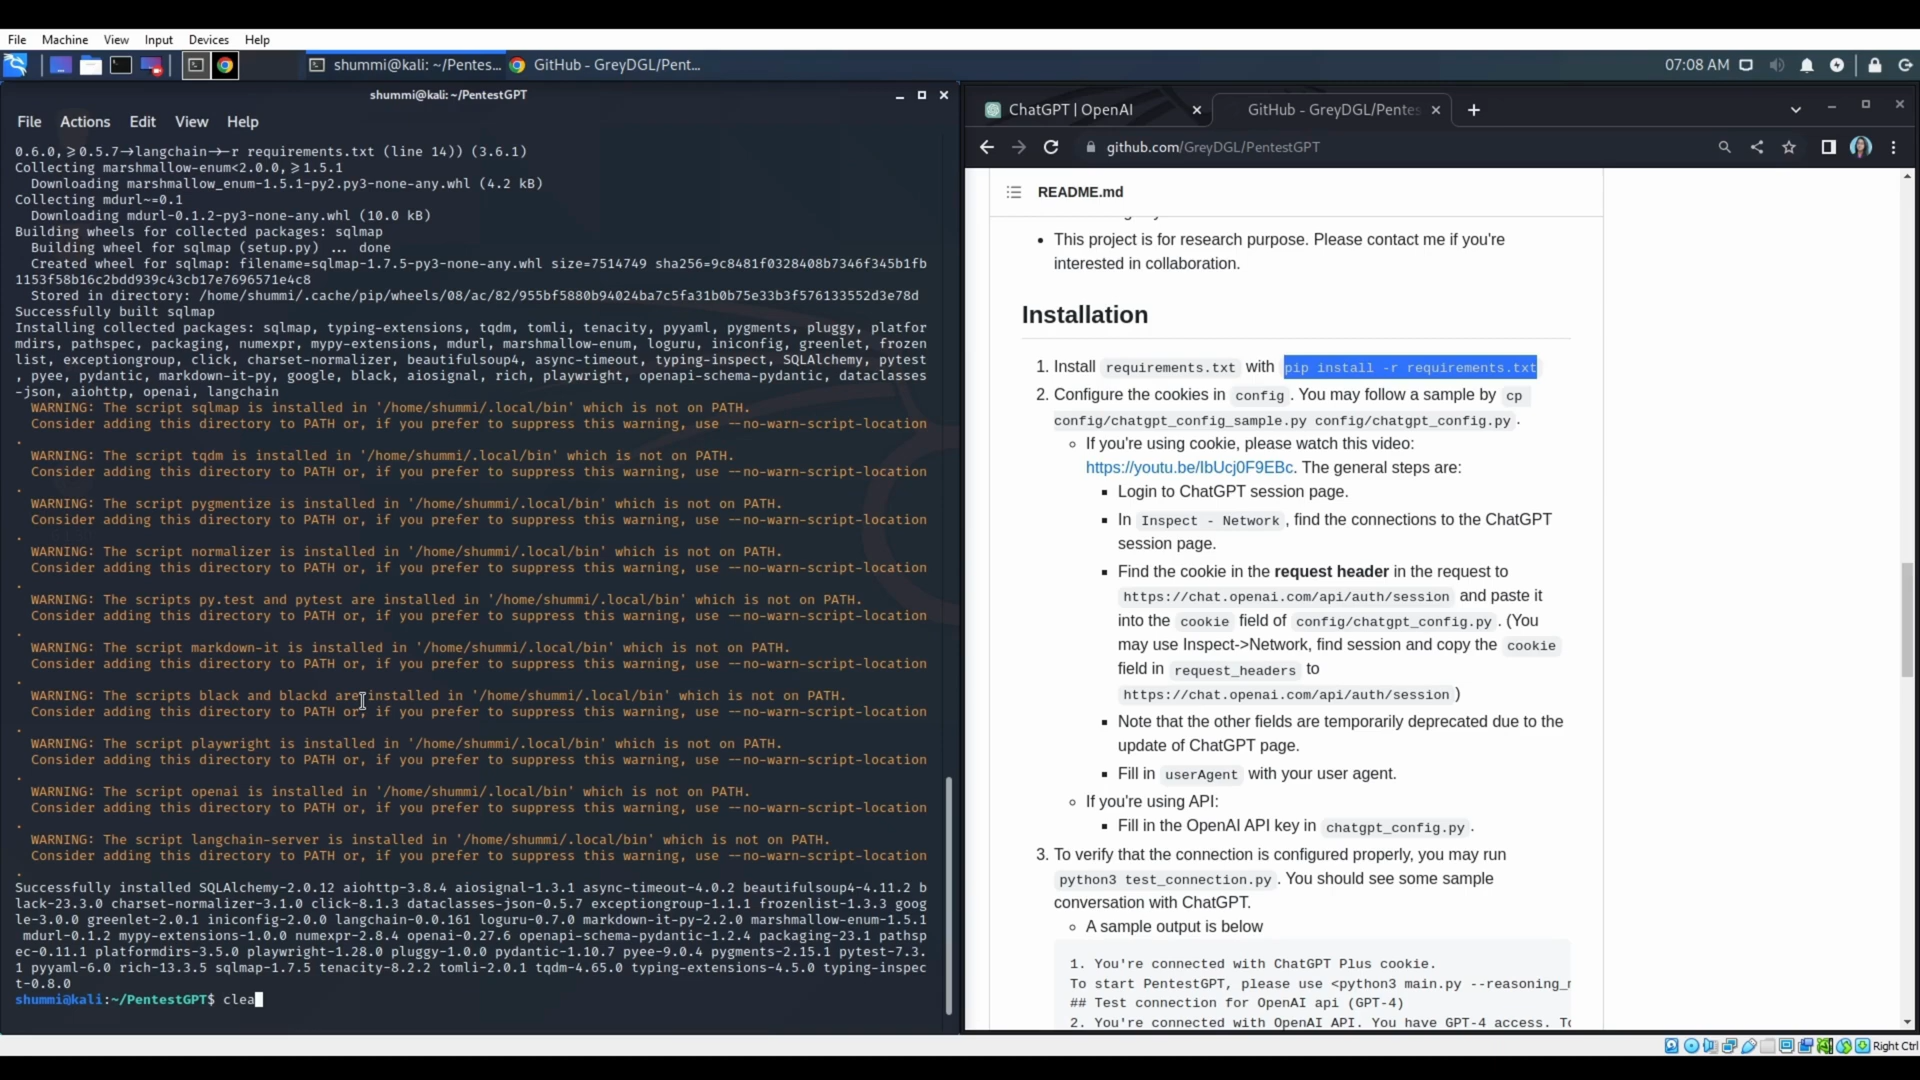 File Machine View Input Devices Help
shummi@kali: ~/Pentes... GitHub - GreyDGL/Pent... 07:08 AM
shummi@kali: ~/PentestGPT
File Actions Edit View Help
0.6.0,⩾0.5.7→langchain→-r requirements.txt (line 14)) (3.6.1)
Collecting marshmallow-enum<2.0.0,⩾1.5.1
Downloading marshmallow_enum-1.5.1-py2.py3-none-any.whl (4.2 kB)
Collecting mdurl~=0.1
Downloading mdurl-0.1.2-py3-none-any.whl (10.0 kB)
Building wheels for collected packages: sqlmap
Building wheel for sqlmap (setup.py) ... done
Created wheel for sqlmap: filename=sqlmap-1.7.5-py3-none-any.whl size=7514749 sha256=9c8481f0328408b7346f345b1fb
1153f58b16c2bdd939c43cb17e7696571e4c8
Stored in directory: /home/shummi/.cache/pip/wheels/08/ac/82/955bf5880b94024ba7c5fa31b0b75e33b3f576133552d3e78d
Successfully built sqlmap
Installing collected packages: sqlmap, typing-extensions, tqdm, tomli, tenacity, pyyaml, pygments, pluggy, platfor
mdirs, pathspec, packaging, numexpr, mypy-extensions, mdurl, marshmallow-enum, loguru, iniconfig, greenlet, frozen
list, exceptiongroup, click, charset-normalizer, beautifulsoup4, async-timeout, typing-inspect, SQLAlchemy, pytest
, pyee, pydantic, markdown-it-py, google, black, aiosignal, rich, playwright, openapi-schema-pydantic, dataclasses
-json, aiohttp, openai, langchain
WARNING: The script sqlmap is installed in '/home/shummi/.local/bin' which is not on PATH.
Consider adding this directory to PATH or, if you prefer to suppress this warning, use --no-warn-script-location
.
WARNING: The script tqdm is installed in '/home/shummi/.local/bin' which is not on PATH.
Consider adding this directory to PATH or, if you prefer to suppress this warning, use --no-warn-script-location
.
WARNING: The script pygmentize is installed in '/home/shummi/.local/bin' which is not on PATH.
Consider adding this directory to PATH or, if you prefer to suppress this warning, use --no-warn-script-location
.
WARNING: The script normalizer is installed in '/home/shummi/.local/bin' which is not on PATH.
Consider adding this directory to PATH or, if you prefer to suppress this warning, use --no-warn-script-location
.
WARNING: The scripts py.test and pytest are installed in '/home/shummi/.local/bin' which is not on PATH.
Consider adding this directory to PATH or, if you prefer to suppress this warning, use --no-warn-script-location
.
WARNING: The script markdown-it is installed in '/home/shummi/.local/bin' which is not on PATH.
Consider adding this directory to PATH or, if you prefer to suppress this warning, use --no-warn-script-location
.
WARNING: The scripts black and blackd are installed in '/home/shummi/.local/bin' which is not on PATH.
Consider adding this directory to PATH or, if you prefer to suppress this warning, use --no-warn-script-location
.
WARNING: The script playwright is installed in '/home/shummi/.local/bin' which is not on PATH.
Consider adding this directory to PATH or, if you prefer to suppress this warning, use --no-warn-script-location
.
WARNING: The script openai is installed in '/home/shummi/.local/bin' which is not on PATH.
Consider adding this directory to PATH or, if you prefer to suppress this warning, use --no-warn-script-location
.
WARNING: The script langchain-server is installed in '/home/shummi/.local/bin' which is not on PATH.
Consider adding this directory to PATH or, if you prefer to suppress this warning, use --no-warn-script-location
.
Successfully installed SQLAlchemy-2.0.12 aiohttp-3.8.4 aiosignal-1.3.1 async-timeout-4.0.2 beautifulsoup4-4.11.2 b
lack-23.3.0 charset-normalizer-3.1.0 click-8.1.3 dataclasses-json-0.5.7 exceptiongroup-1.1.1 frozenlist-1.3.3 goog
le-3.0.0 greenlet-2.0.1 iniconfig-2.0.0 langchain-0.0.161 loguru-0.7.0 markdown-it-py-2.2.0 marshmallow-enum-1.5.1
mdurl-0.1.2 mypy-extensions-1.0.0 numexpr-2.8.4 openai-0.27.6 openapi-schema-pydantic-1.2.4 packaging-23.1 pathsp
ec-0.11.1 platformdirs-3.5.0 playwright-1.28.0 pluggy-1.0.0 pydantic-1.10.7 pyee-9.0.4 pygments-2.15.1 pytest-7.3.
1 pyyaml-6.0 rich-13.3.5 sqlmap-1.7.5 tenacity-8.2.2 tomli-2.0.1 tqdm-4.65.0 typing-extensions-4.5.0 typing-inspec
t-0.8.0
shummi@kali:~/PentestGPT$ clea
ChatGPT | OpenAI GitHub - GreyDGL/Pentes
github.com/GreyDGL/PentestGPT
README.md
• This project is for research purpose. Please contact me if you're
interested in collaboration.
Installation
1. Install requirements.txt with pip install -r requirements.txt
2. Configure the cookies in config . You may follow a sample by cp
config/chatgpt_config_sample.py config/chatgpt_config.py .
If you're using cookie, please watch this video:
https://youtu.be/IbUcj0F9EBc. The general steps are:
Login to ChatGPT session page.
In Inspect - Network , find the connections to the ChatGPT
session page.
Find the cookie in the request header in the request to
https://chat.openai.com/api/auth/session and paste it
into the cookie field of config/chatgpt_config.py . (You
may use Inspect->Network, find session and copy the cookie
field in request_headers to
https://chat.openai.com/api/auth/session )
Note that the other fields are temporarily deprecated due to the
update of ChatGPT page.
Fill in userAgent with your user agent.
If you're using API:
Fill in the OpenAI API key in chatgpt_config.py .
3. To verify that the connection is configured properly, you may run
python3 test_connection.py . You should see some sample
conversation with ChatGPT.
A sample output is below
1. You're connected with ChatGPT Plus cookie.
To start PentestGPT, please use <python3 main.py --reasoning_
## Test connection for OpenAI api (GPT-4)
2. You're connected with OpenAI API. You have GPT-4 access.
Right Ctrl